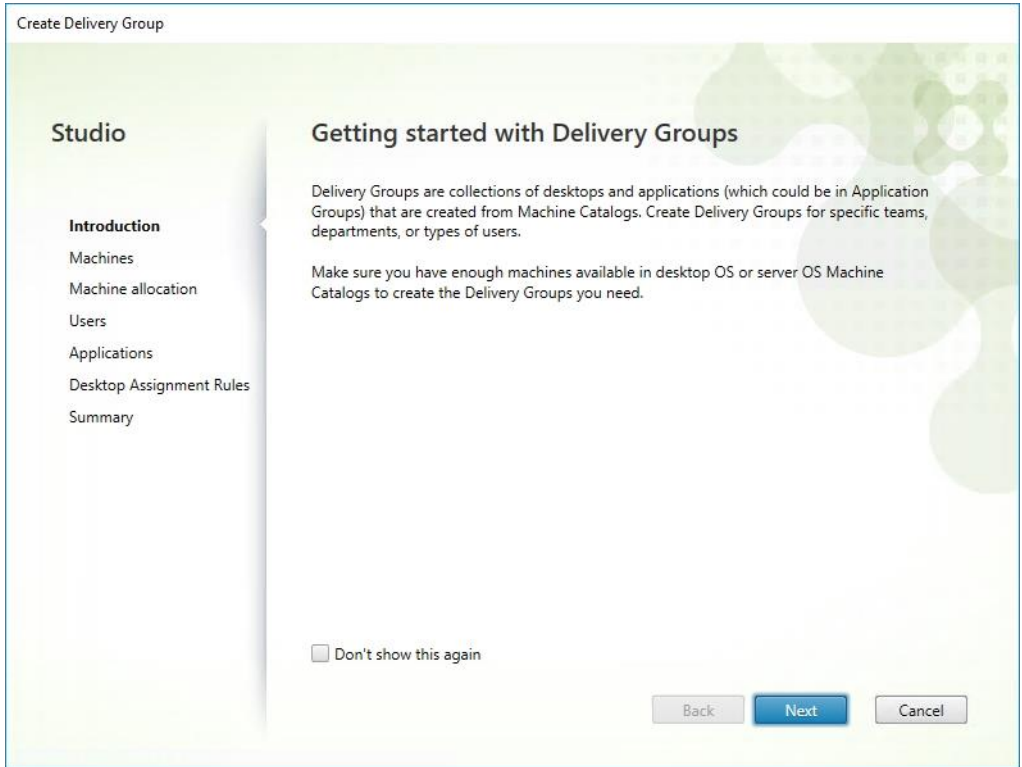 Create Delivery Group
Studio
Introduction
Machines
Machine allocation
Users
Applications
Desktop Assignment Rules
Summary
Getting started with Delivery Groups
Delivery Groups are collections of desktops and applications (which could be in Application
Groups) that are created from Machine Catalogs. Create Delivery Groups for specific teams,
departments, or types of users.
Make sure you have enough machines available in desktop OS or server OS Machine
Catalogs to create the Delivery Groups you need.
Don't show this again
Back
Next
Cancel